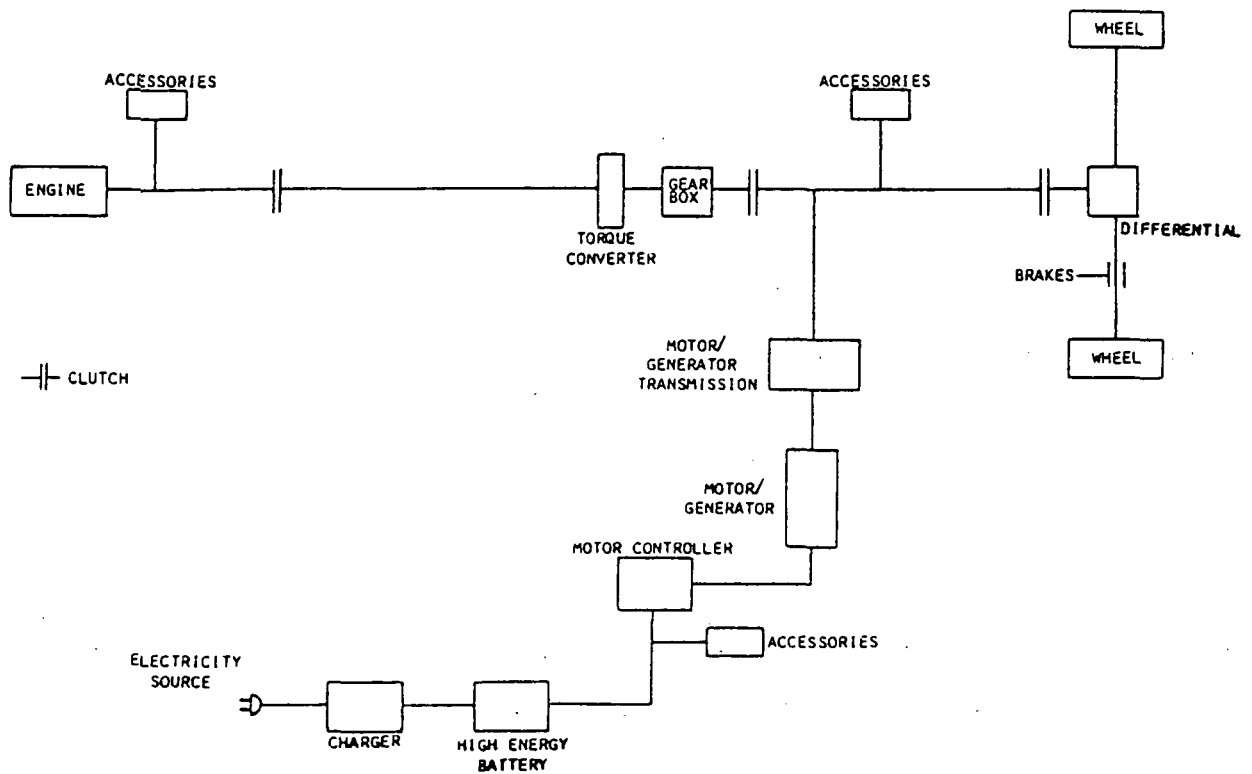 WHEEL
ACCESSORIES
ACCESSORIES
ENGINE
GEAR
BOX
TORQUE
CONVERTER
DIFFERENTIAL
BRAKES
WHEEL
MOTOR/
GENERATOR
TRANSMISSION
CLUTCH
MOTOR/
GENERATOR
MOTOR CONTROLLER
ACCESSORIES
ELECTRICITY
SOURCE
CHARGER
HIGH ENERGY
BATTERY